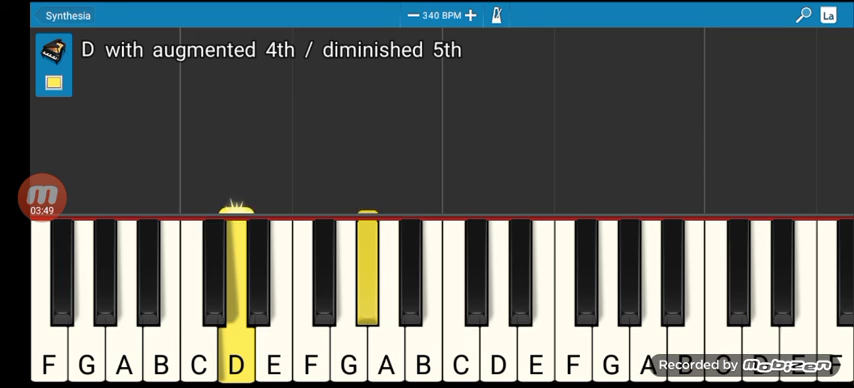 Synthesia
340 BPM
La
D with augmented 4th / diminished 5th
03:49
F G A B C D E F G A B C D E F G A B C D E F
Recorded by mobizen